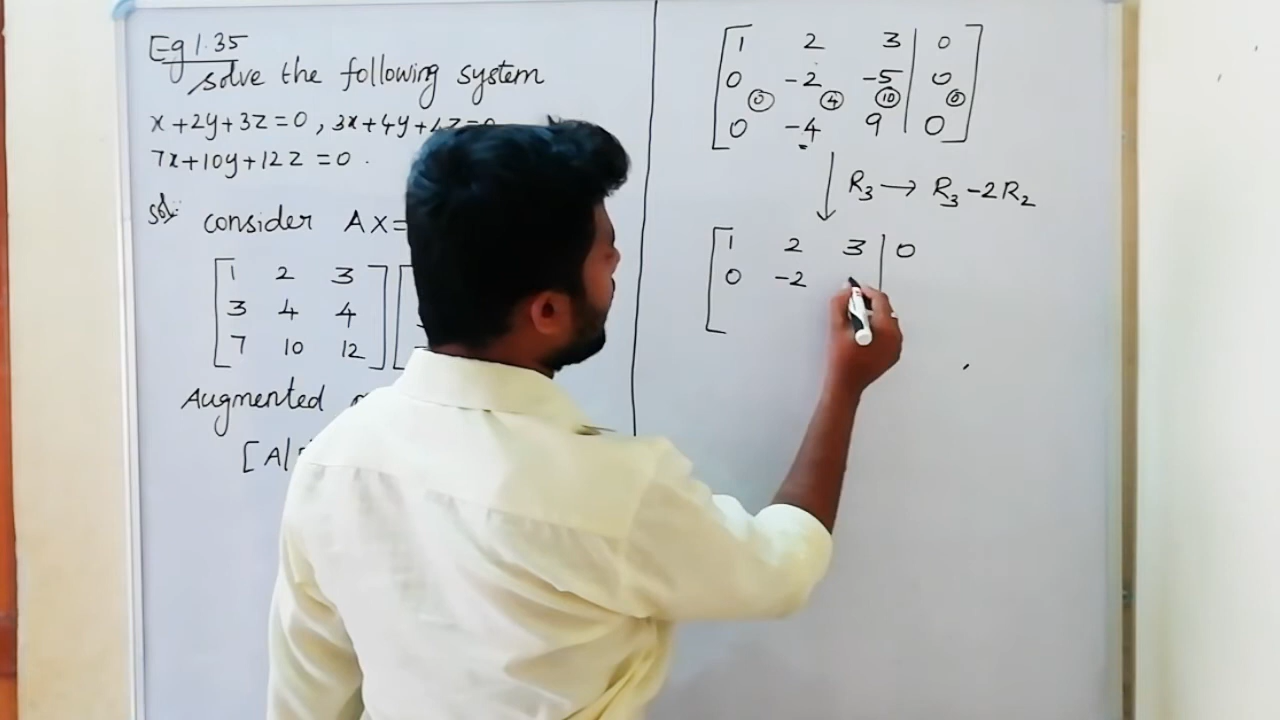 Eg 1.35
solve the following system
x+2y+3z=0, 3x+4y+4z=0
7x+10y+12z=0.
Sol:
consider AX=
1 2 3
3 4 4
7 10 12
Augmented
[A|
1 2 3 | 0
0 -2 -5 | 0
0 4 10 0
0 -4 9 | 0
R3 → R3-2R2
1 2 3 | 0
0 -2